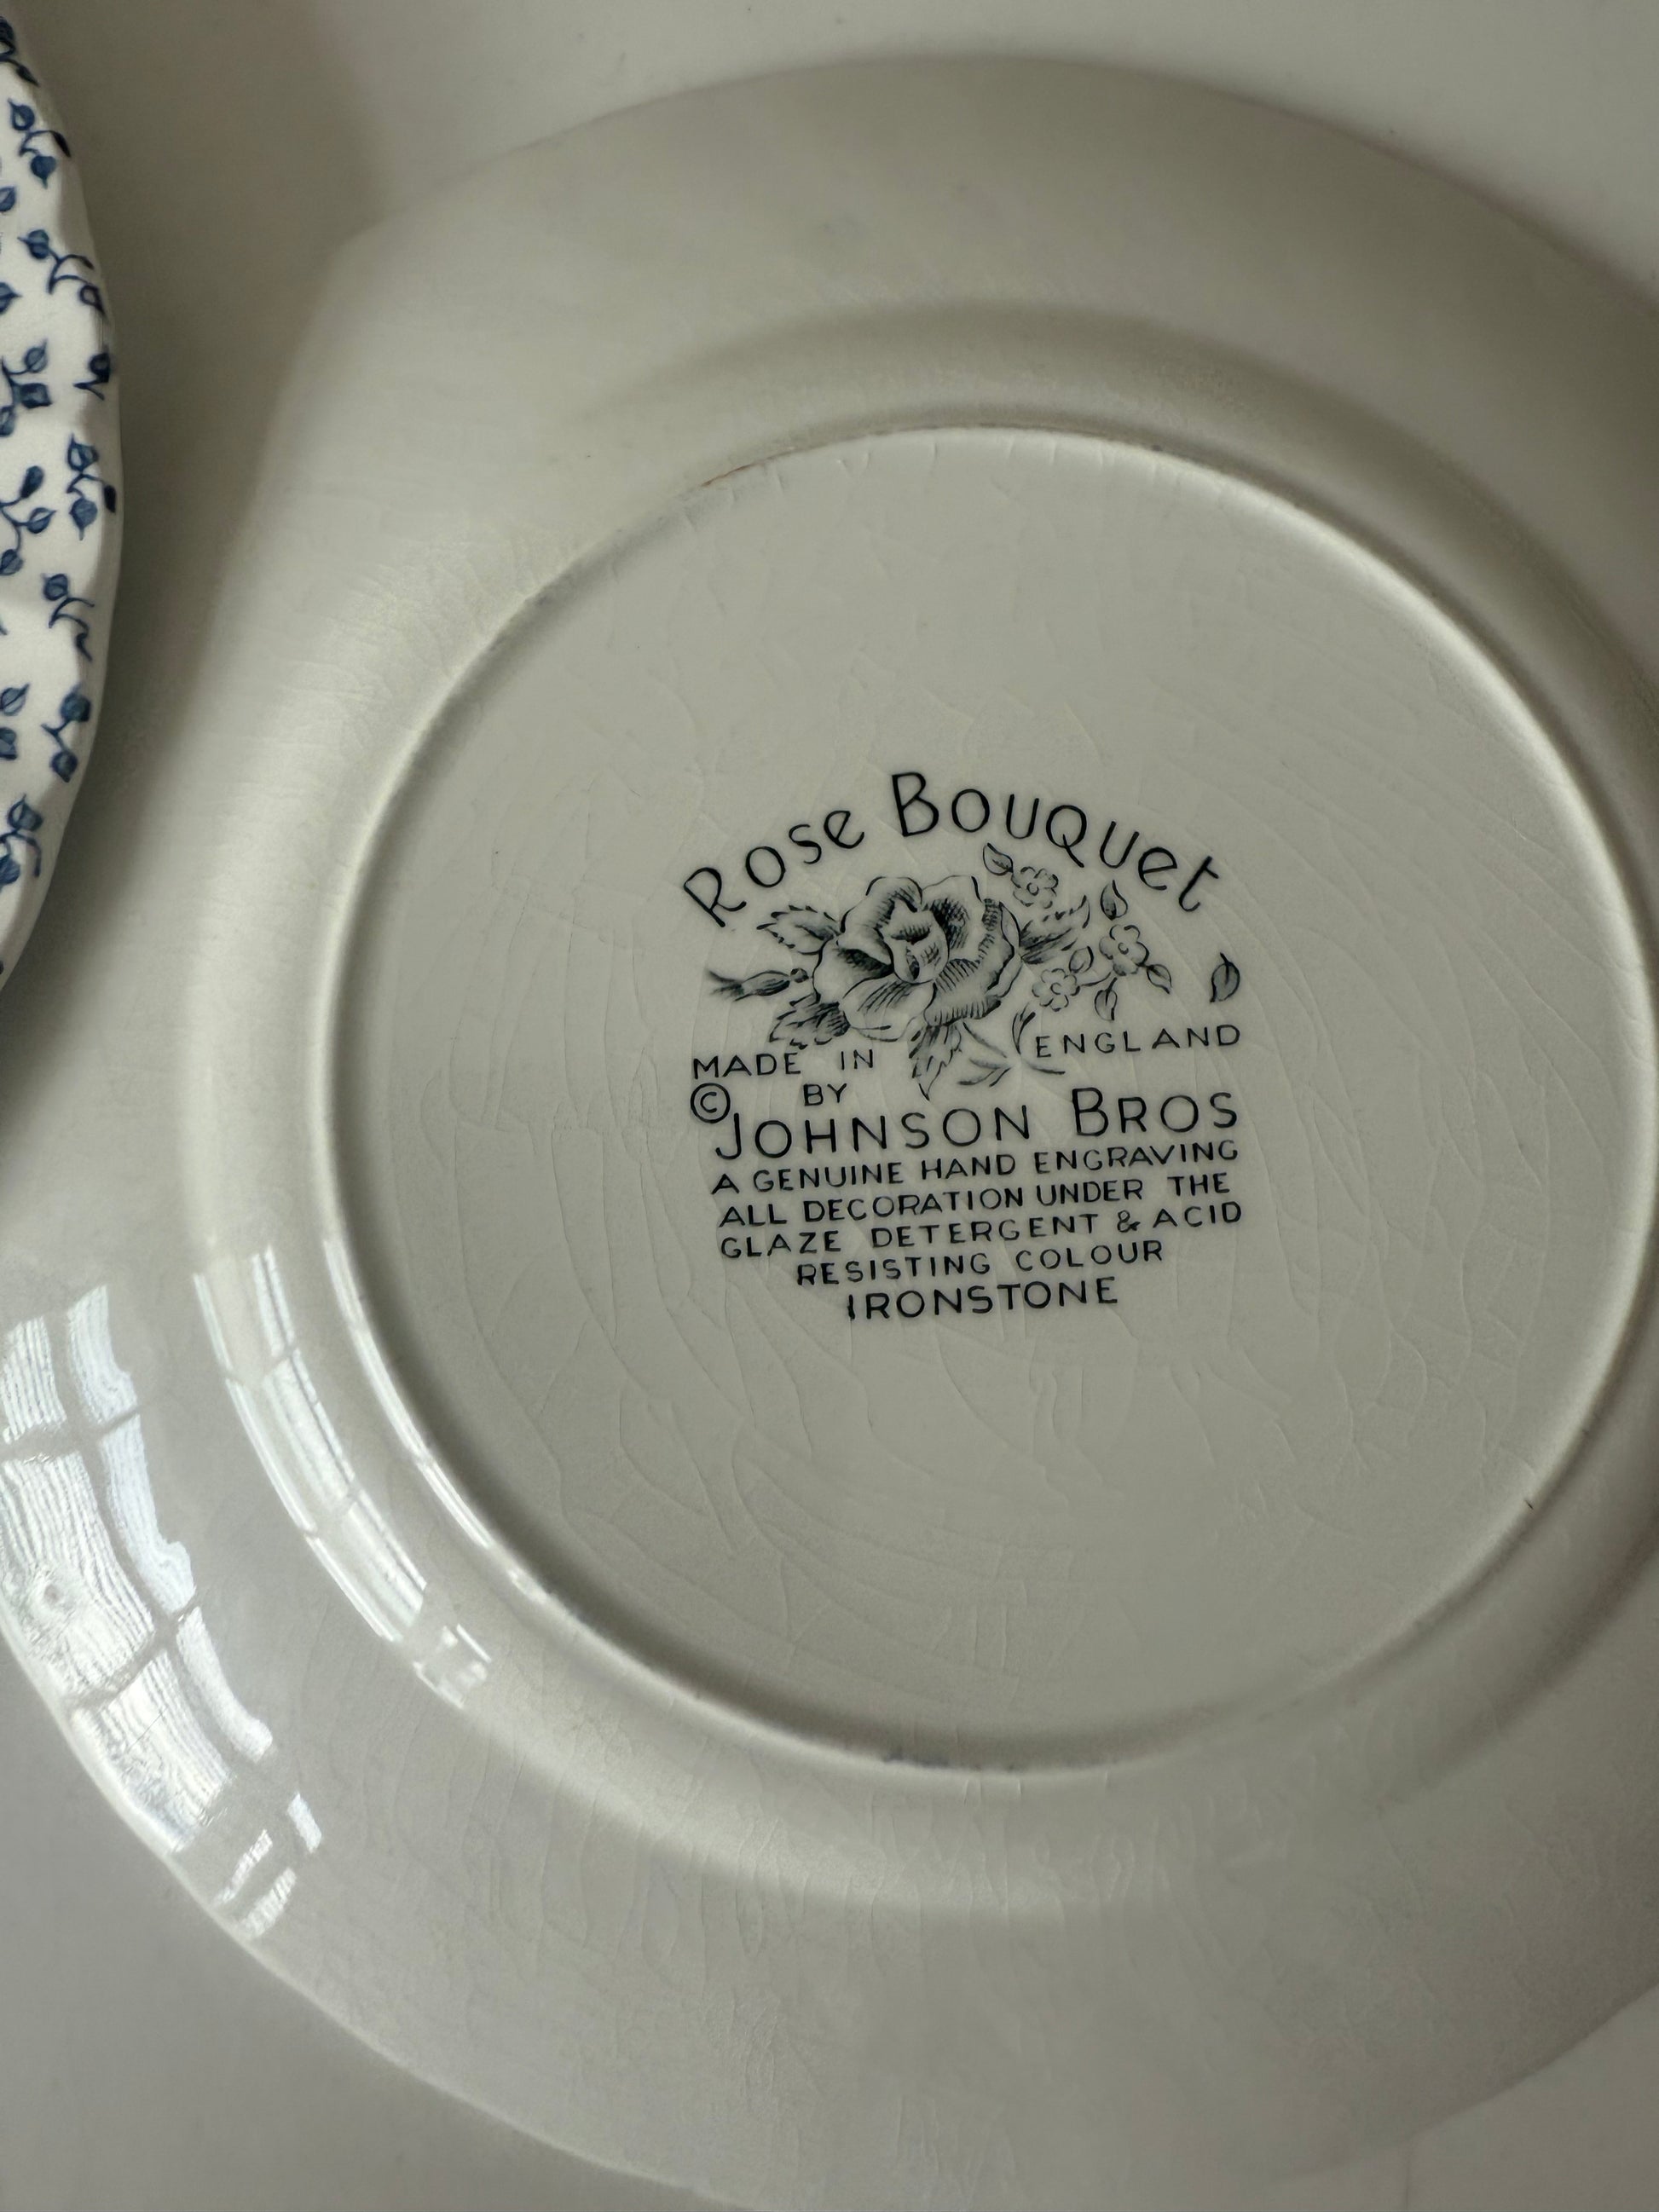 Rose Bouquet
MADE IN ENGLAND
© BY
JOHNSON BROS
A GENUINE HAND ENGRAVING
ALL DECORATION UNDER THE
GLAZE DETERGENT & ACID
RESISTING COLOUR
IRONSTONE